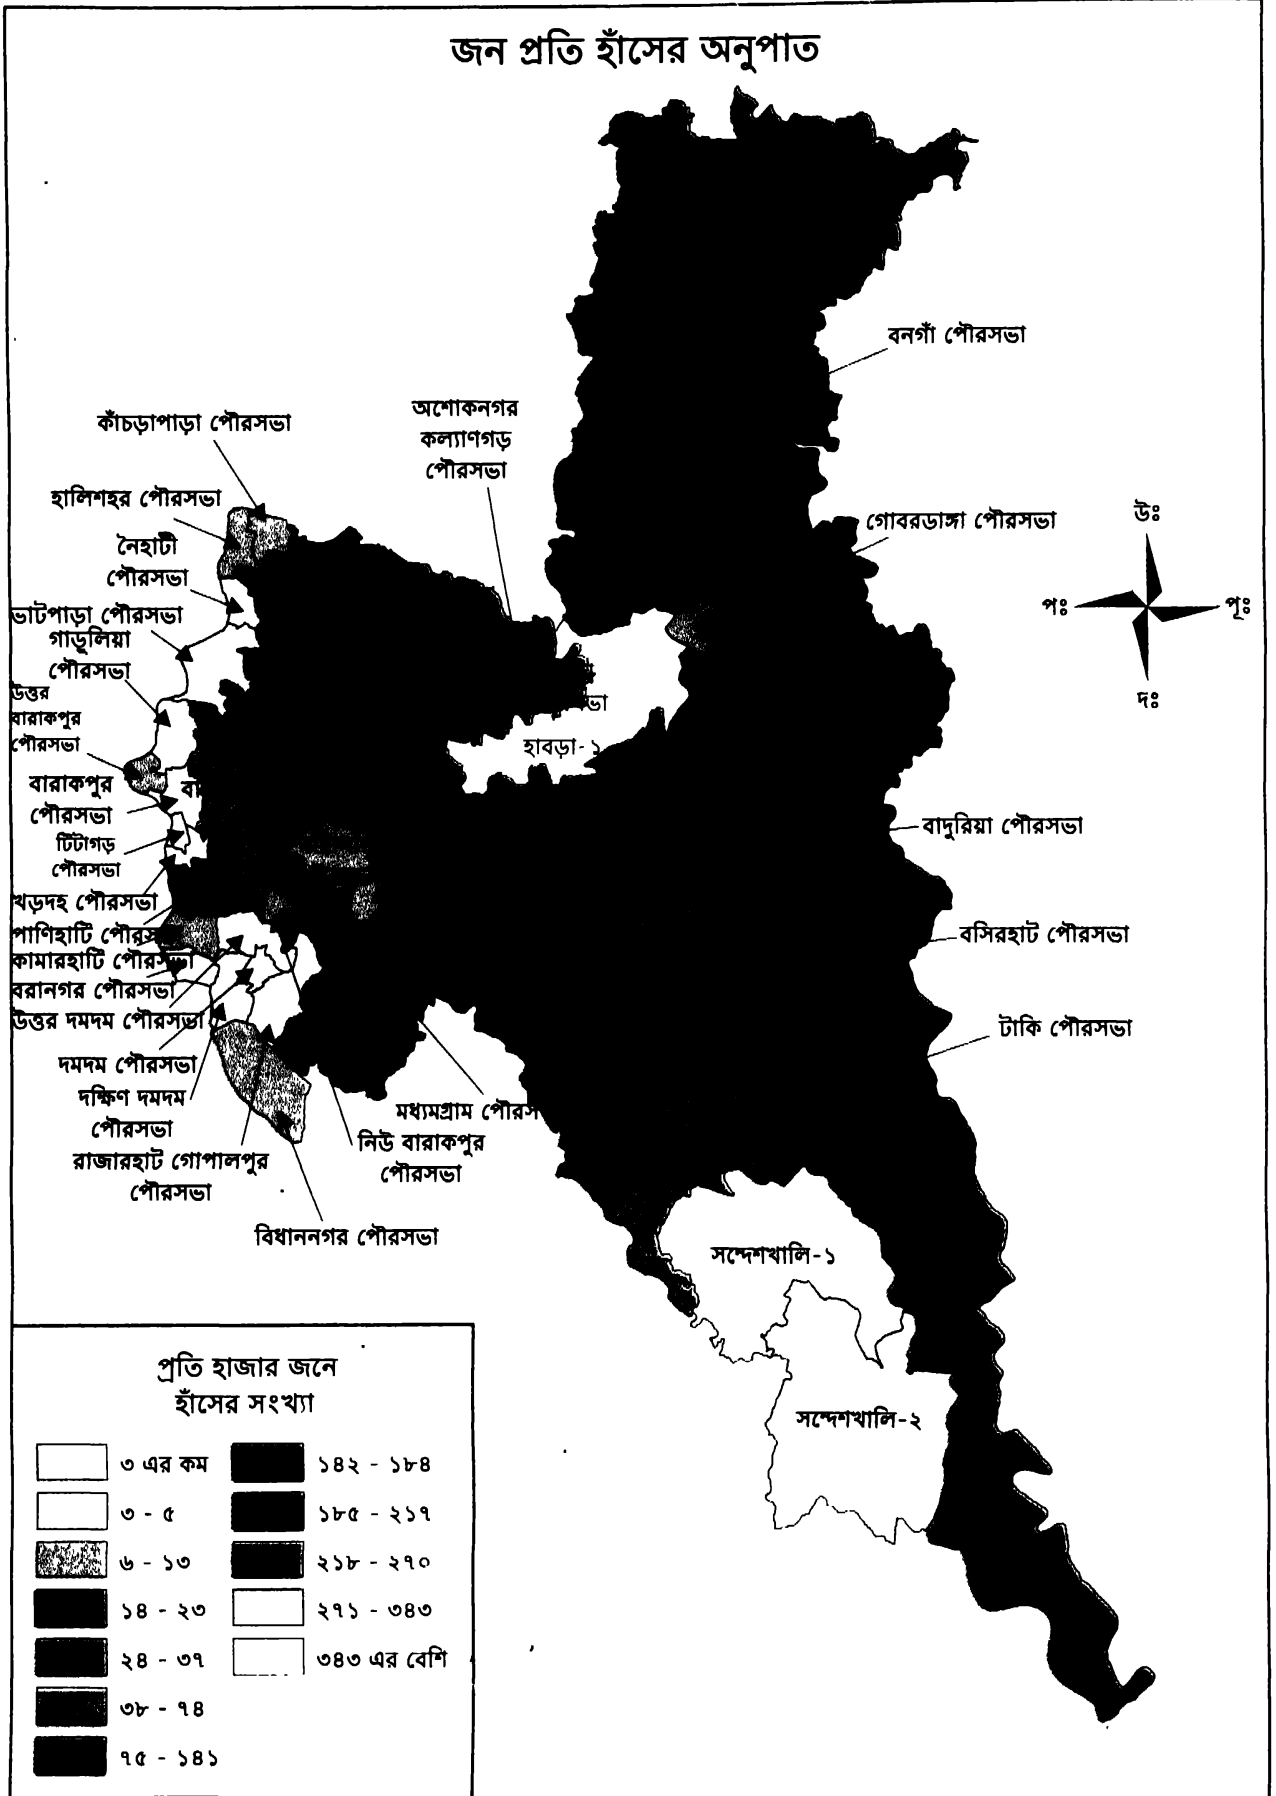 জন প্রতি হাঁসের অনুপাত
বনগাঁ পৌরসভা
কাঁচড়াপাড়া পৌরসভা
অশোকনগর
কল্যাণগড়
পৌরসভা
হালিশহর পৌরসভা
গোবরডাঙ্গা পৌরসভা
উঃ
পঃ
পূঃ
দঃ
নৈহাটী
পৌরসভা
ভাটপাড়া পৌরসভা
গাড়ুলিয়া
পৌরসভা
উত্তর
বারাকপুর
পৌরসভা
হাবড়া-১
বারাকপুর
পৌরসভা
টিটাগড়
পৌরসভা
বাদুরিয়া পৌরসভা
খড়দহ পৌরসভা
পাণিহাটি
কামারহাটি পৌরসভা
বরানগর পৌরসভা
উত্তর দমদম পৌরসভা
বসিরহাট পৌরসভা
টাকি পৌরসভা
দমদম পৌরসভা
দক্ষিণ দমদম
পৌরসভা
মধ্যমগ্রাম
নিউ বারাকপুর
পৌরসভা
রাজারহাট গোপালপুর
পৌরসভা
বিধাননগর পৌরসভা
সন্দেশখালি-১
সন্দেশখালি-২
প্রতি হাজার জনে
হাঁসের সংখ্যা
৩ এর কম
৩ - ৫
৬ - ১৩
১৪ - ২৩
২৪ - ৩৭
৩৮ - ৭৪
৭৫ - ১৪১
১৪২ - ১৮৪
১৮৫ - ২১৭
২১৮ - ২৭০
২৭১ - ৩৪৩
৩৪৩ এর বেশি